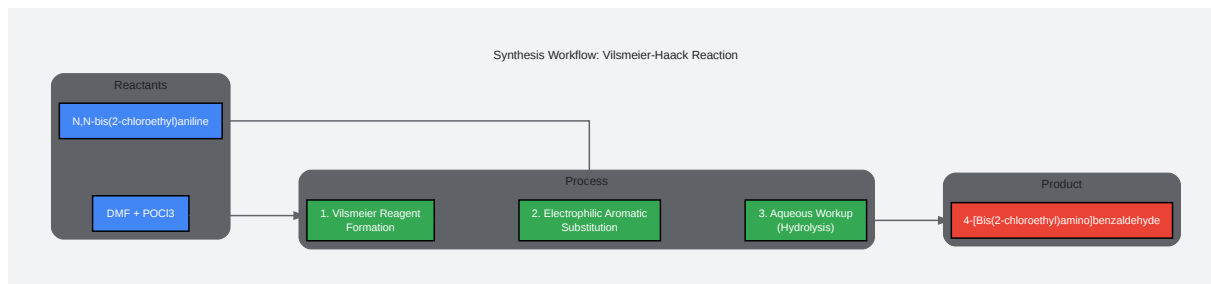 Synthesis Workflow: Vilsmeier-Haack Reaction
Reactants
N,N-bis(2-chloroethyl)aniline
DMF + POCl3
Process
1. Vilsmeier Reagent
Formation
2. Electrophilic Aromatic
Substitution
3. Aqueous Workup
(Hydrolysis)
Product
4-[Bis(2-chloroethyl)amino]benzaldehyde